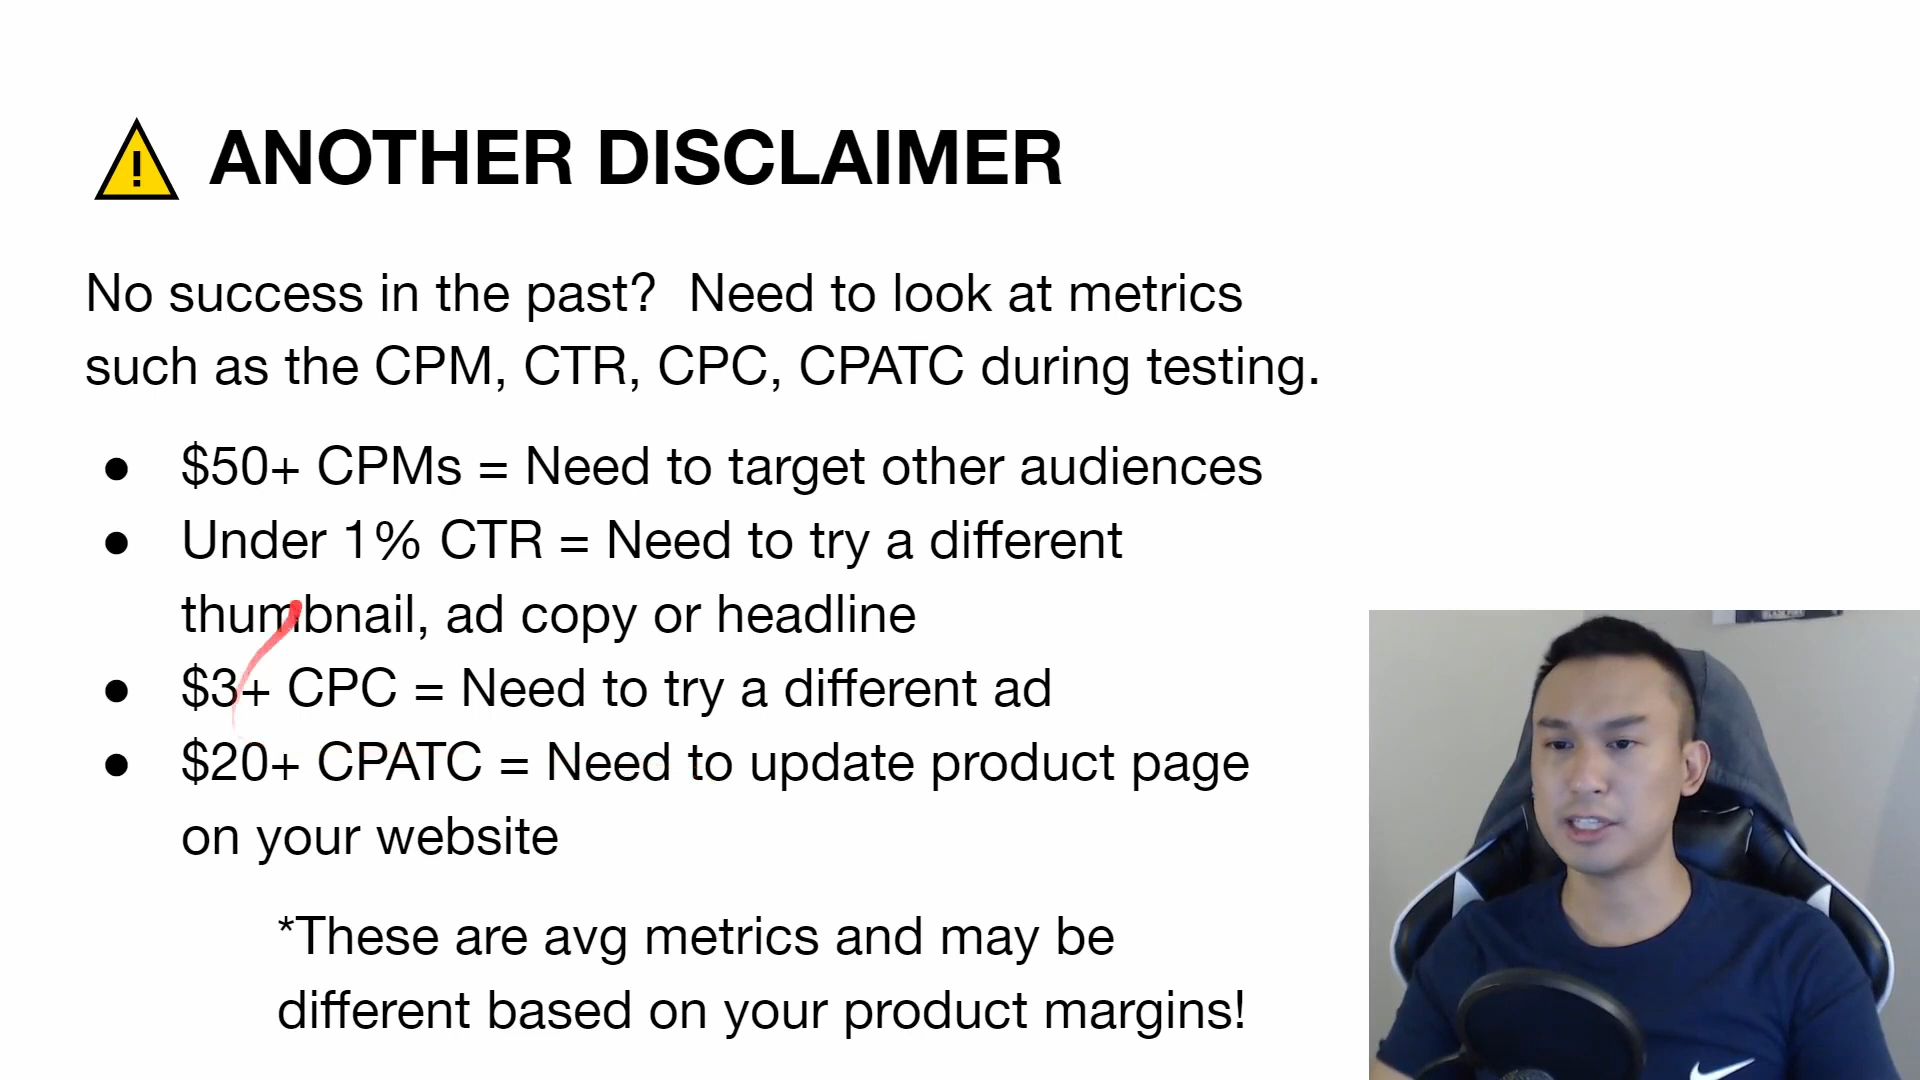 ANOTHER DISCLAIMER
No success in the past? Need to look at metrics
such as the CPM, CTR, CPC, CPATC during testing.
● $50+ CPMs = Need to target other audiences
● Under 1% CTR = Need to try a different
thumbnail, ad copy or headline
● $3+ CPC = Need to try a different ad
● $20+ CPATC = Need to update product page
on your website
*These are avg metrics and may be
different based on your product margins!